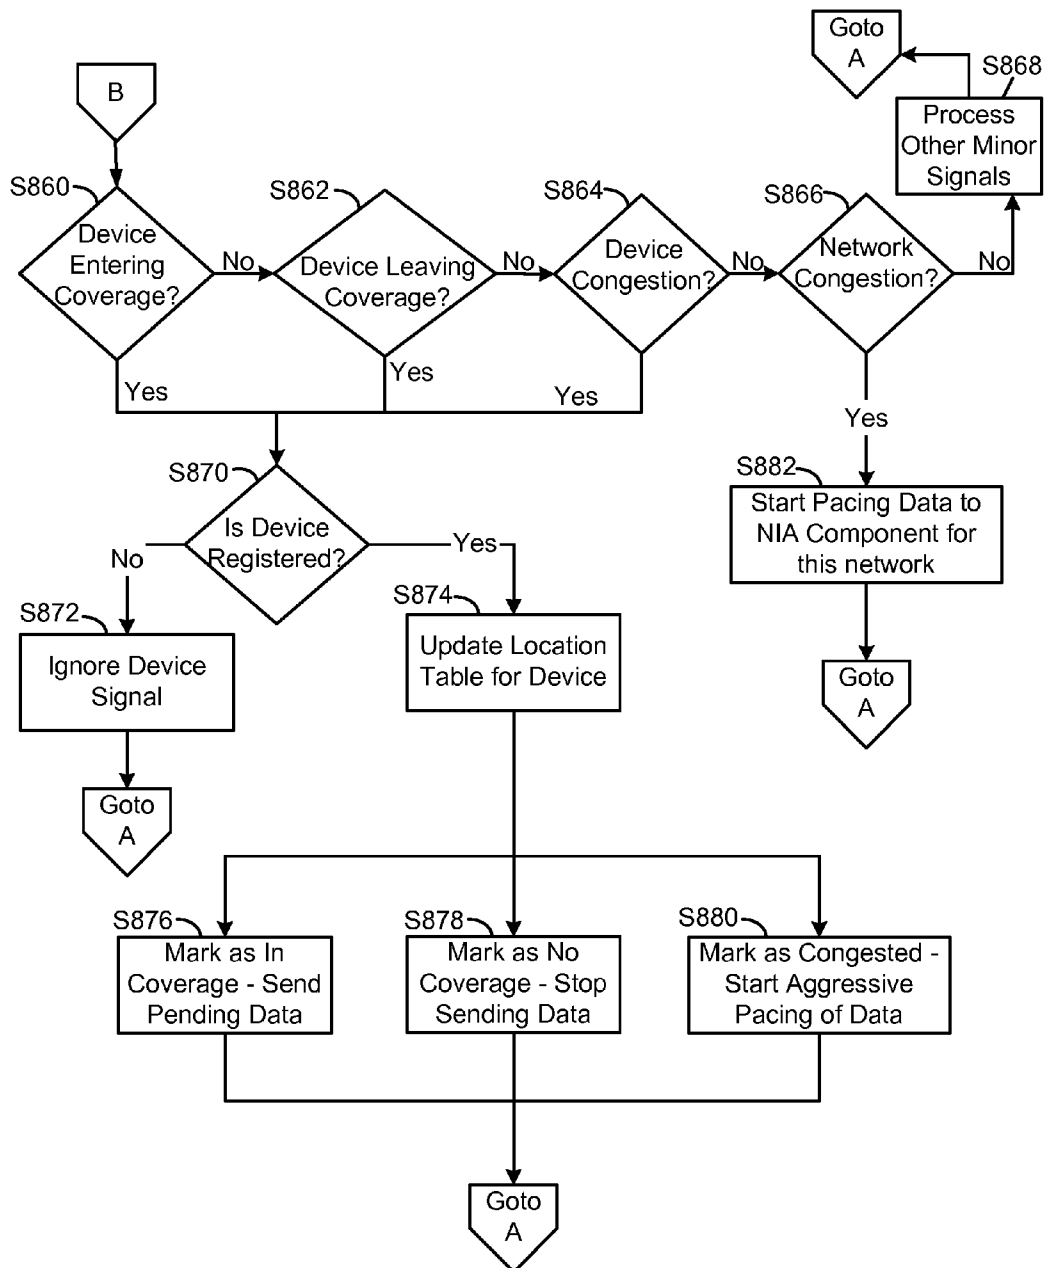 Goto
A
S868
Process
Other Minor
Signals
B
S860
Device
Entering
Coverage?
No
S862
Device Leaving
Coverage?
No
S864
Device
Congestion?
No
S866
Network
Congestion?
No
Yes
Yes
Yes
Yes
S870
Is Device
Registered?
No
Yes
S882
Start Pacing Data to
NIA Component for
this network
Goto
A
S872
Ignore Device
Signal
Goto
A
S874
Update Location
Table for Device
S876
Mark as In
Coverage - Send
Pending Data
S878
Mark as No
Coverage - Stop
Sending Data
S880
Mark as Congested -
Start Aggressive
Pacing of Data
Goto
A